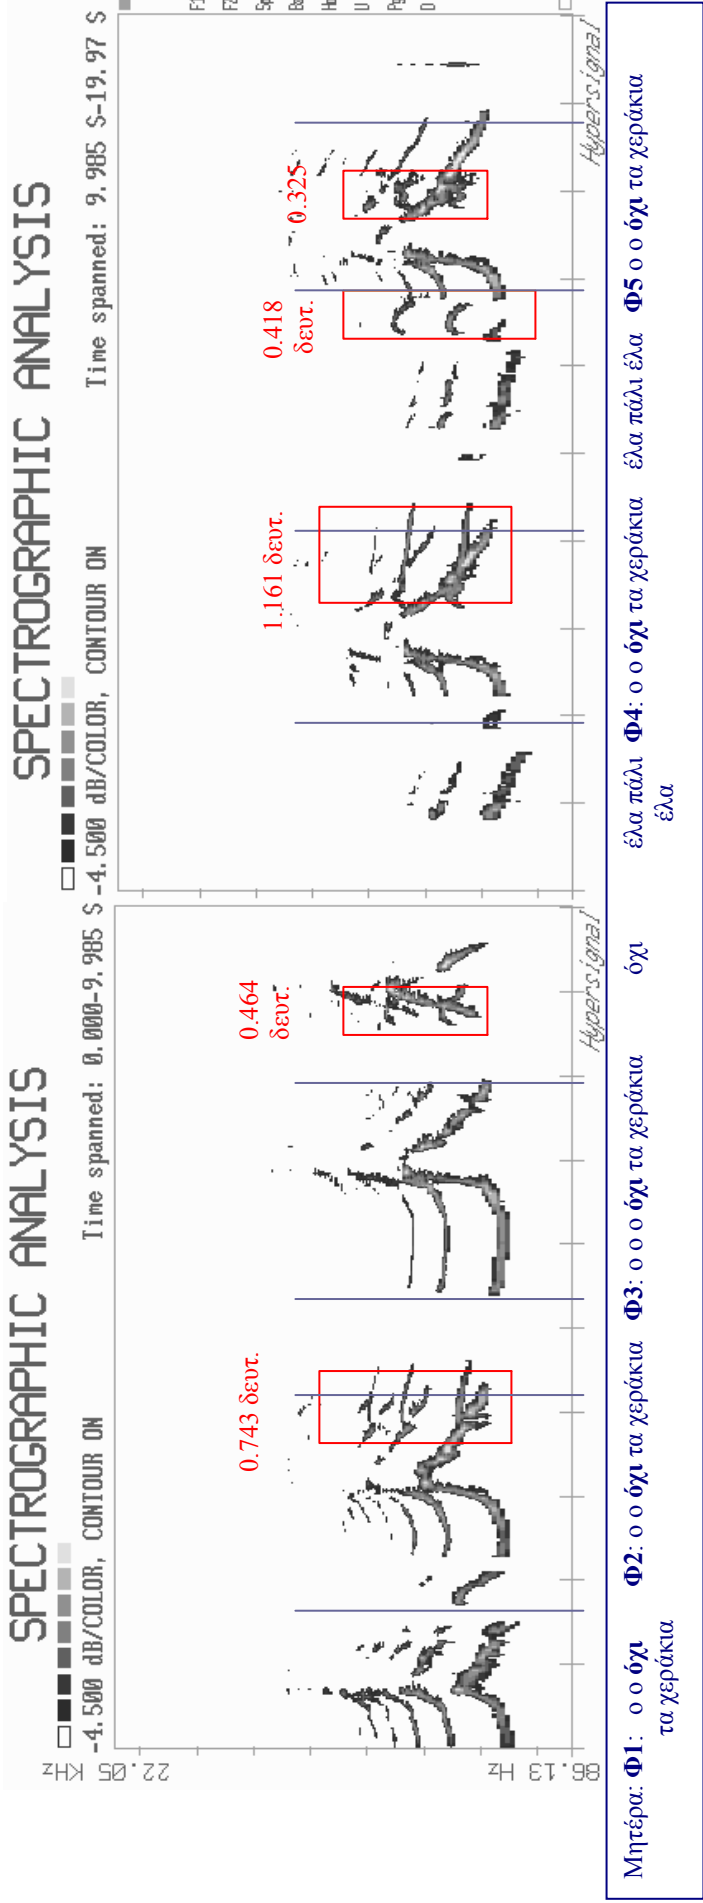 SPECTROGRAPHIC ANALYSIS
-4.500 dB/COLOR, CONTOUR ON
Time spanned: 0.000-9.985 S
22.05 KHz
86.13 Hz
0.743 δευτ.
0.464
δευτ.
Hypersignal
SPECTROGRAPHIC ANALYSIS
-4.500 dB/COLOR, CONTOUR ON
Time spanned: 9.985 S-19.97 S
1.161 δευτ.
0.418
δευτ.
0.325
Hypersignal
F1
F2
Sp
U
Pg
D
Μητέρα: Φ1: ο ο όχι Φ2: ο ο όχι τα χεράκια Φ3: ο ο ο όχι τα χεράκια όχι έλα πάλι Φ4: ο ο όχι τα χεράκια έλα πάλι έλα Φ5 ο ο όχι τα χεράκια
τα χεράκια έλα